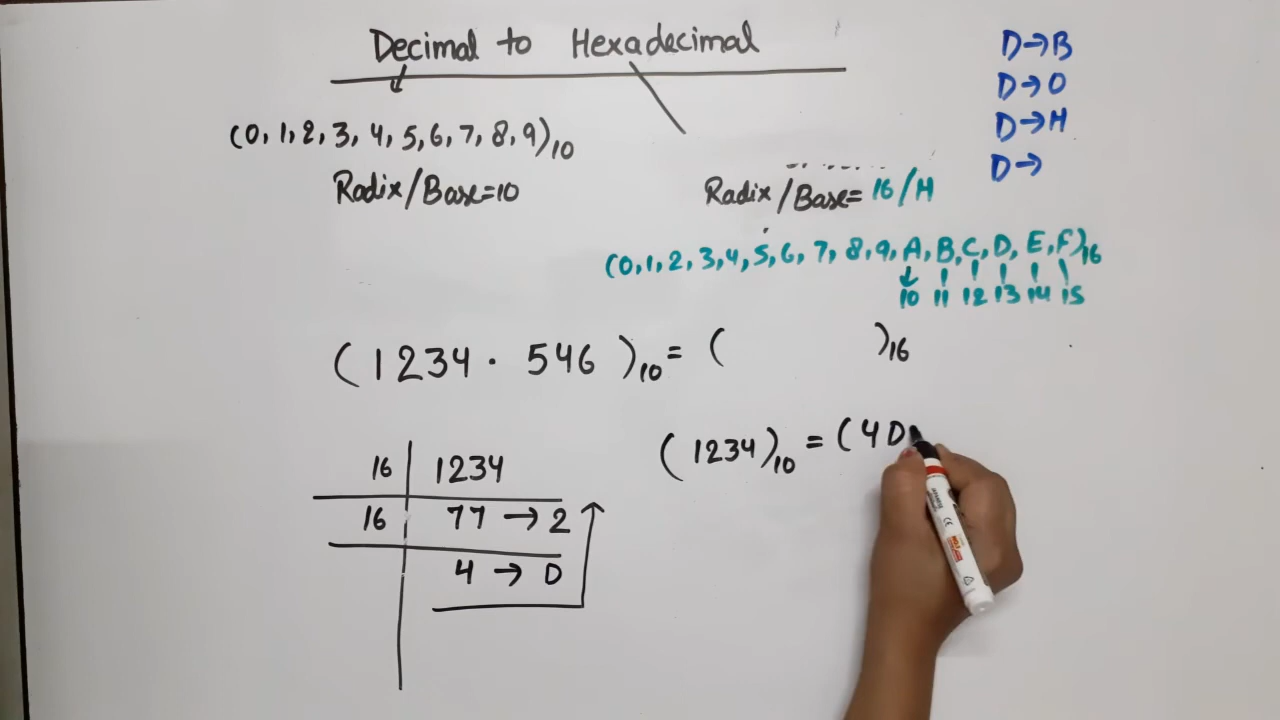 Decimal to Hexadecimal
D→B
D→O
D→H
D→
(0, 1, 2, 3, 4, 5, 6, 7, 8, 9)10
Radix/Base=10
Radix/Base= 16/H
(0, 1, 2, 3, 4, 5, 6, 7, 8, 9, A, B, C, D, E, F)16
10 11 12 13 14 15
(1234. 546)10 = ( )16
(1234)10 = (4D
16 1234
16 77 → 2
4 → D